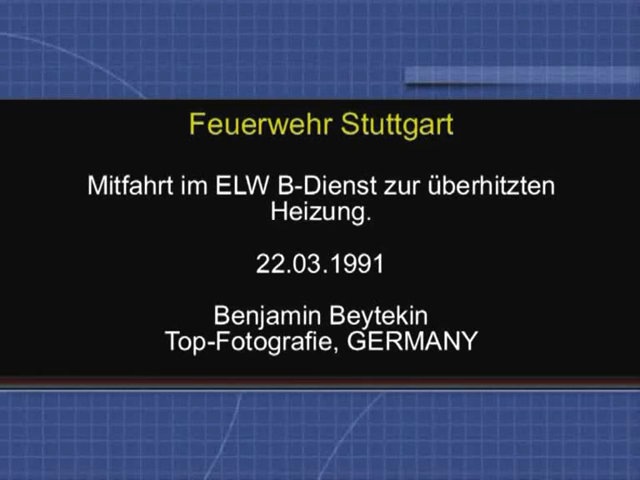 Feuerwehr Stuttgart
Mitfahrt im ELW B-Dienst zur überhitzten
Heizung.
22.03.1991
Benjamin Beytekin
Top-Fotografie, GERMANY